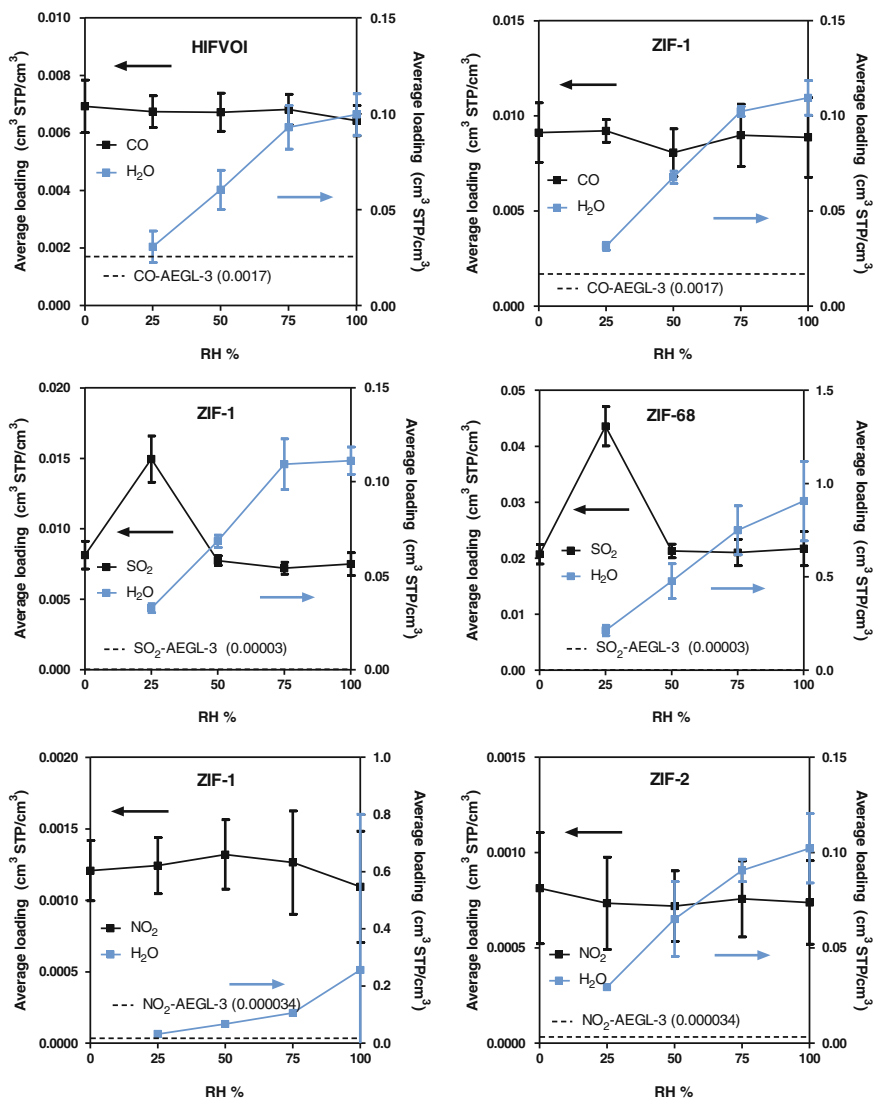 HIFVOI
Average loading (cm³ STP/cm³)
0.010
0.008
0.006
0.004
0.002
0.000
0.15
0.10
0.05
0.00
Average loading (cm³ STP/cm³)
CO
H₂O
CO-AEGL-3 (0.0017)
0 25 50 75 100
RH %
ZIF-1
Average loading (cm³ STP/cm³)
0.015
0.010
0.005
0.000
0.15
0.10
0.05
0.00
Average loading (cm³ STP/cm³)
CO
H₂O
CO-AEGL-3 (0.0017)
0 25 50 75 100
RH %
ZIF-1
Average loading (cm³ STP/cm³)
0.020
0.015
0.010
0.005
0.000
0.15
0.10
0.05
0.00
Average loading (cm³ STP/cm³)
SO₂
H₂O
SO₂-AEGL-3 (0.00003)
0 25 50 75 100
RH %
ZIF-68
Average loading (cm³ STP/cm³)
0.05
0.04
0.03
0.02
0.01
0.00
1.5
1.0
0.5
0.0
Average loading (cm³ STP/cm³)
SO₂
H₂O
SO₂-AEGL-3 (0.00003)
0 25 50 75 100
RH %
ZIF-1
Average loading (cm³ STP/cm³)
0.0020
0.0015
0.0010
0.0005
0.0000
1.0
0.8
0.6
0.4
0.2
0.0
Average loading (cm³ STP/cm³)
NO₂
H₂O
NO₂-AEGL-3 (0.000034)
0 25 50 75 100
RH %
ZIF-2
Average loading (cm³ STP/cm³)
0.0015
0.0010
0.0005
0.0000
0.15
0.10
0.05
0.00
Average loading (cm³ STP/cm³)
NO₂
H₂O
NO₂-AEGL-3 (0.000034)
0 25 50 75 100
RH %